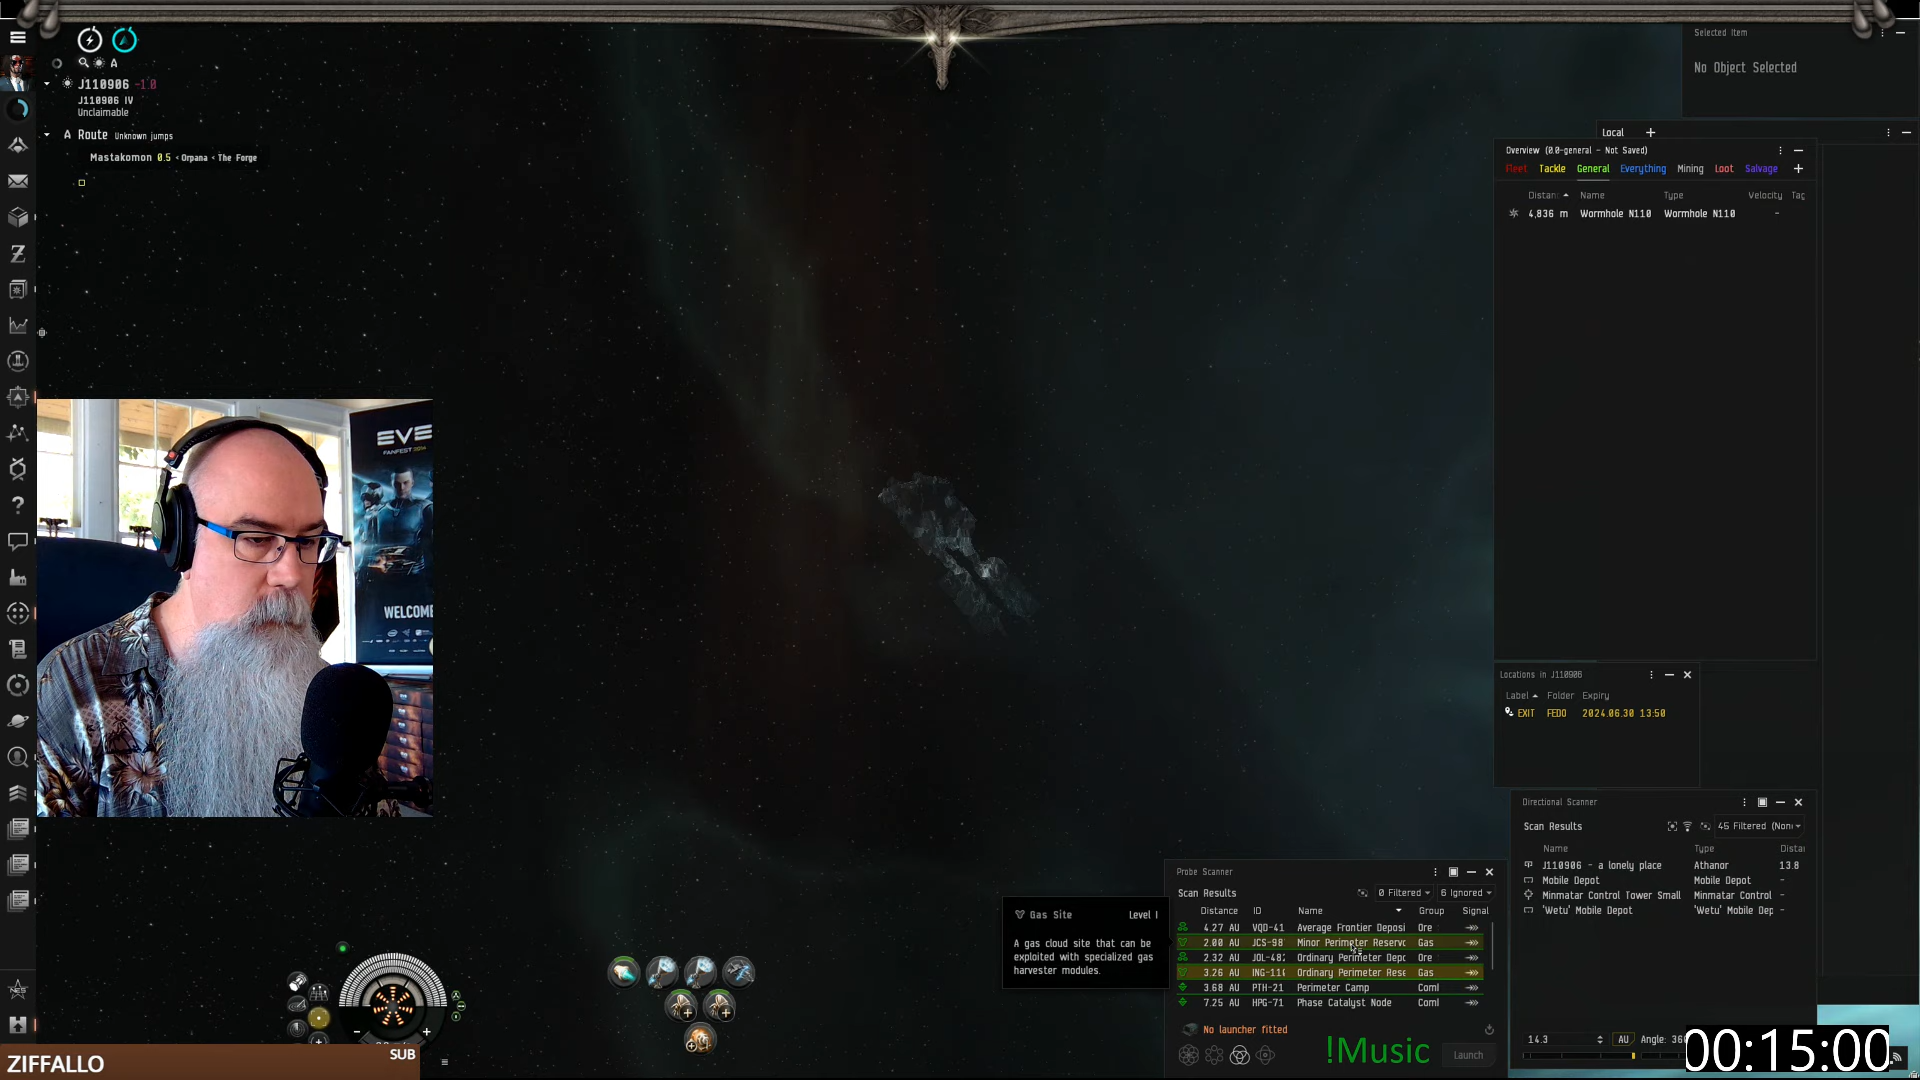 J110906 -1.0
J110906 IV
Unclaimable
A Route Unknown jumps
Mastakomon 0.5 < Orpana < The Forge
Selected Item
No Object Selected
Local
Overview (0.0-general - Not Saved)
Fleet Tackle General Everything Mining Loot Salvage
Distan Name Type Velocity Tag
4,836 m Wormhole N110 Wormhole N110 -
EVE
FANFEST 2014
WELCOME
Locations in J110906
Label Folder Expiry
EXIT FEDO 2024.06.30 13:50
Directional Scanner
Scan Results 45 Filtered (Non
Name Type Dista
J110906 - a lonely place Athanor 13.8
Mobile Depot Mobile Depot -
Minmatar Control Tower Small Minmatar Control -
'Wetu' Mobile Depot 'Wetu' Mobile Dep -
14.3 AU Angle: 36
Probe Scanner
Scan Results 0 Filtered 6 Ignored
Distance ID Name Group Signal
4.27 AU VQD-41 Average Frontier Deposi Ore
2.00 AU JCS-98 Minor Perimeter Reservo Gas
2.32 AU JOL-482 Ordinary Perimeter Depo Ore
3.26 AU ING-116 Ordinary Perimeter Rese Gas
3.68 AU PTH-21 Perimeter Camp Coml
7.25 AU HPG-71 Phase Catalyst Node Coml
No launcher fitted
Launch
Gas Site Level I
A gas cloud site that can be
exploited with specialized gas
harvester modules.
!Music
00:15:00
ZIFFALLO SUB